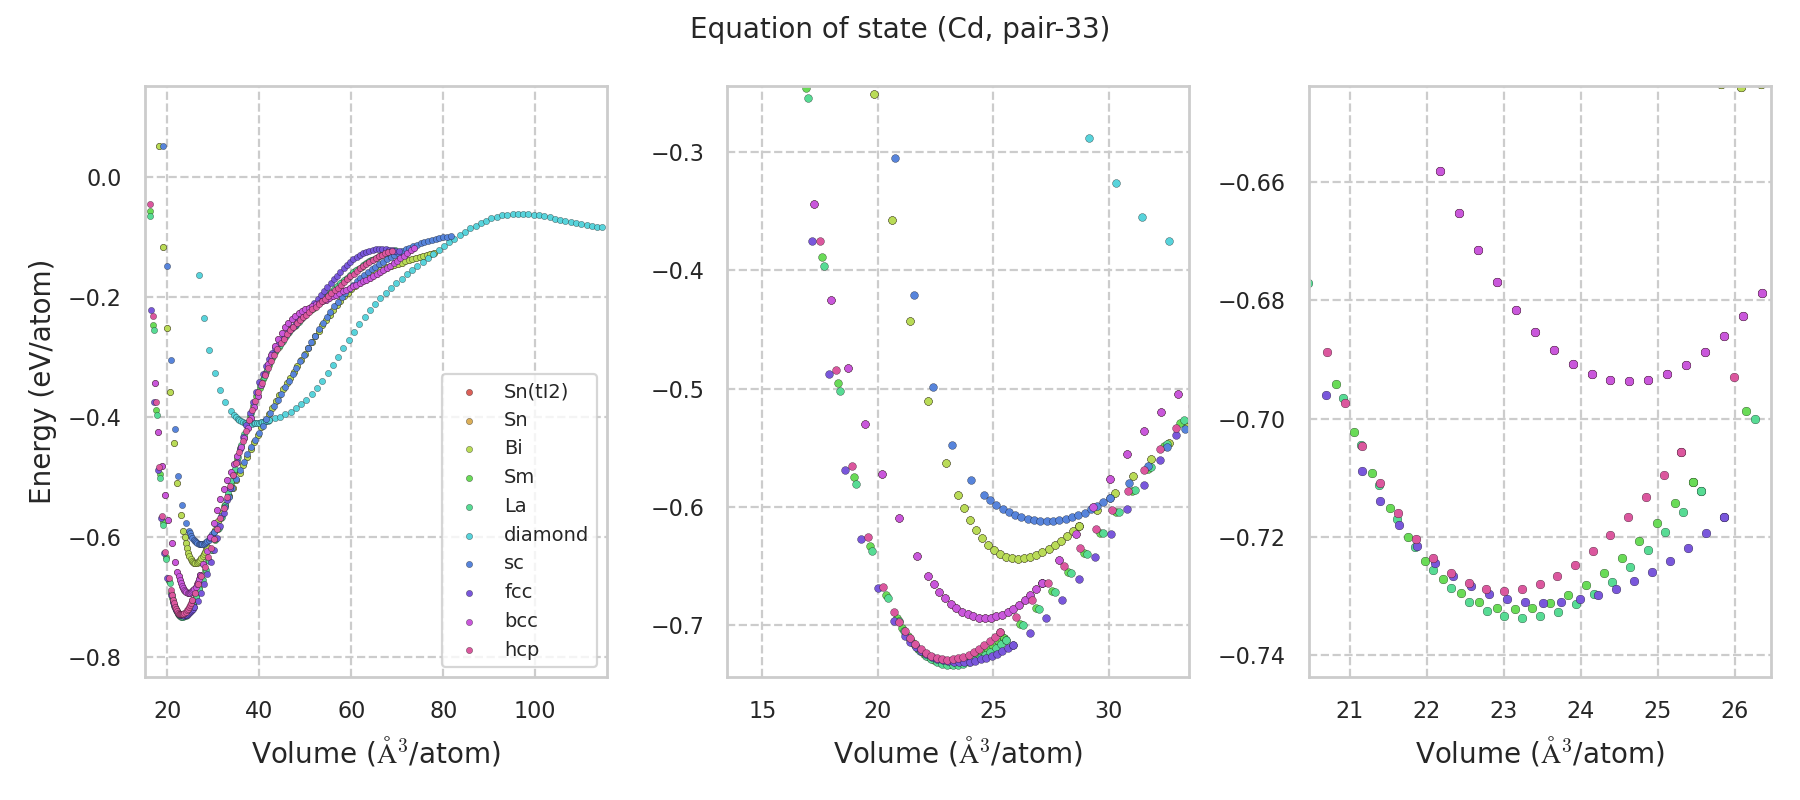 Equation of state (Cd, pair-33)
Energy (eV/atom)
0.0
−0.2
−0.4
−0.6
−0.8
20 40 60 80 100
Volume (Å³/atom)
Sn(tI2)
Sn
Bi
Sm
La
diamond
sc
fcc
bcc
hcp
−0.3
−0.4
−0.5
−0.6
−0.7
15 20 25 30
Volume (Å³/atom)
−0.66
−0.68
−0.70
−0.72
−0.74
21 22 23 24 25 26
Volume (Å³/atom)